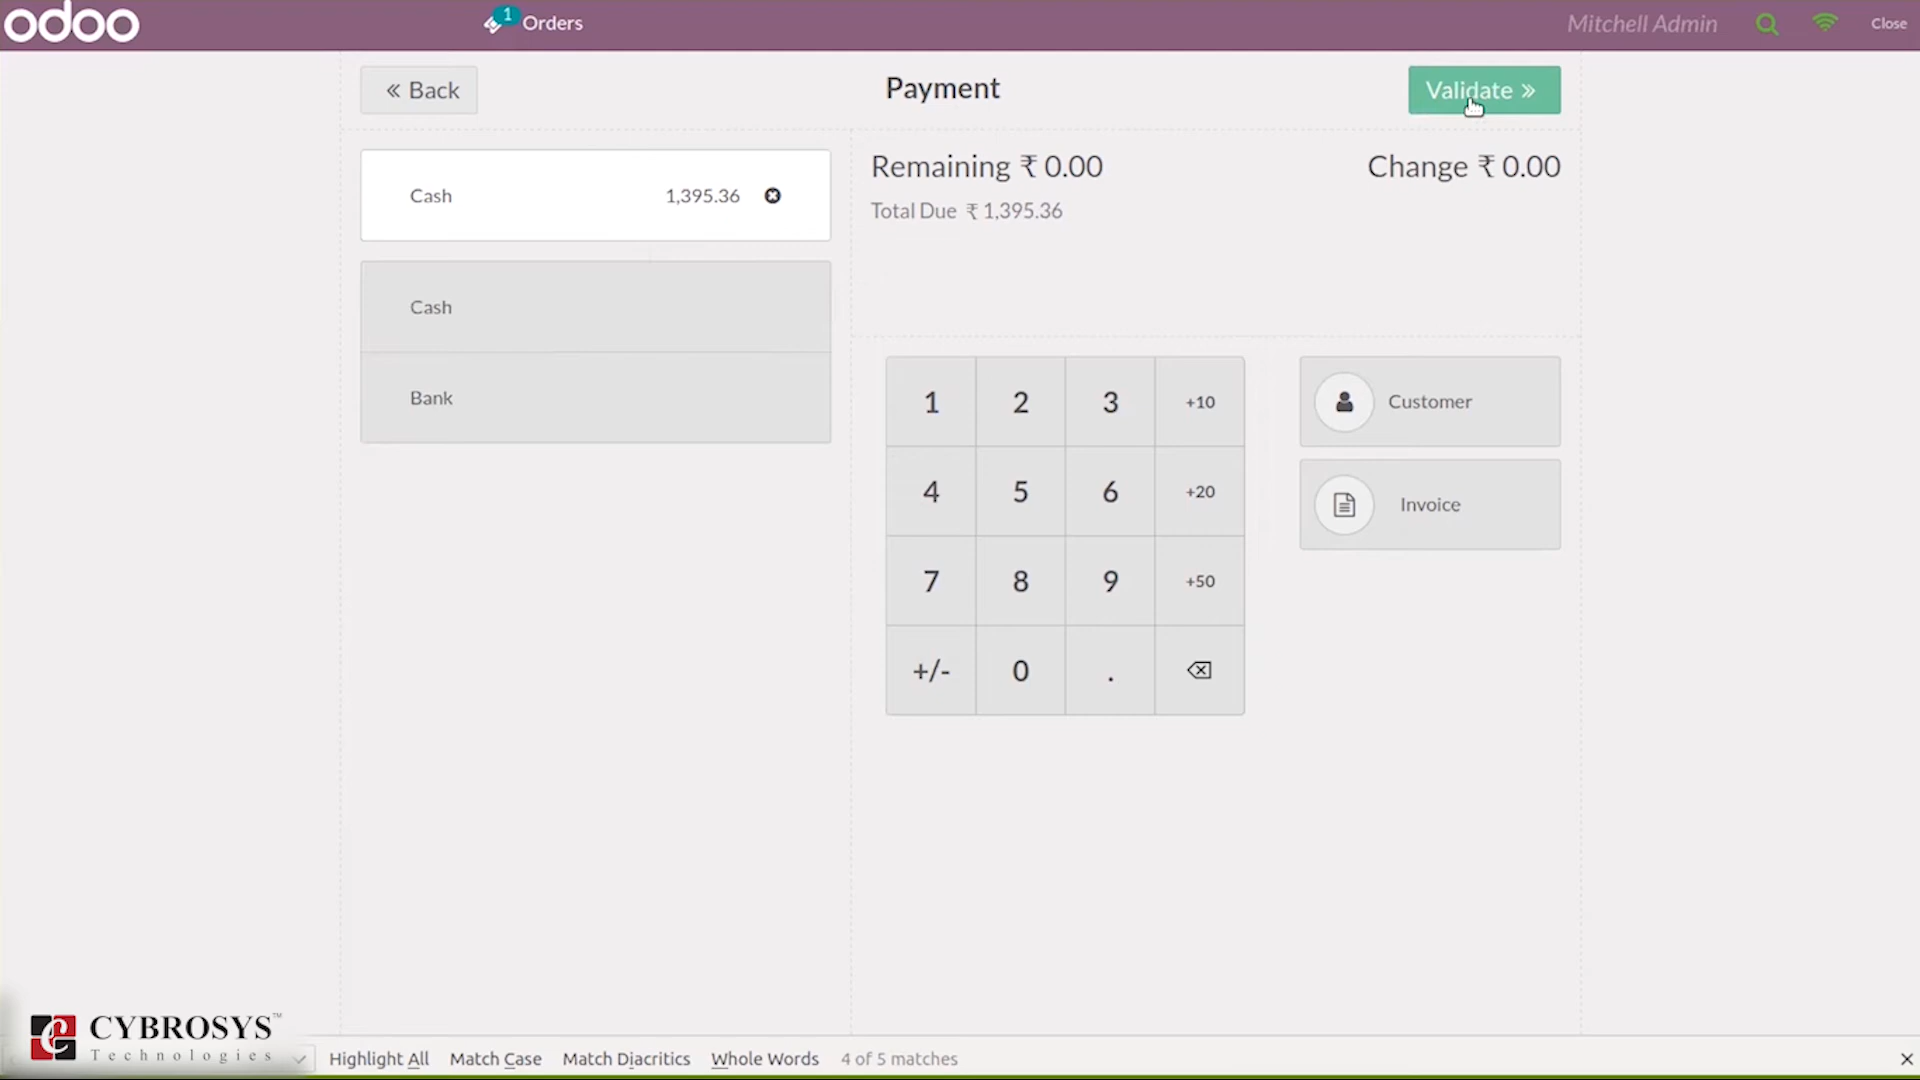 odoo
1
Orders
Mitchell Admin
Close
« Back
Payment
Validate »
Cash 1,395.36
Remaining ₹ 0.00
Change ₹ 0.00
Total Due ₹ 1,395.36
Cash
Bank
1 2 3 +10
4 5 6 +20
7 8 9 +50
+/- 0 .
Customer
Invoice
CYBROSYS™
Technologies
Highlight All Match Case Match Diacritics Whole Words 4 of 5 matches